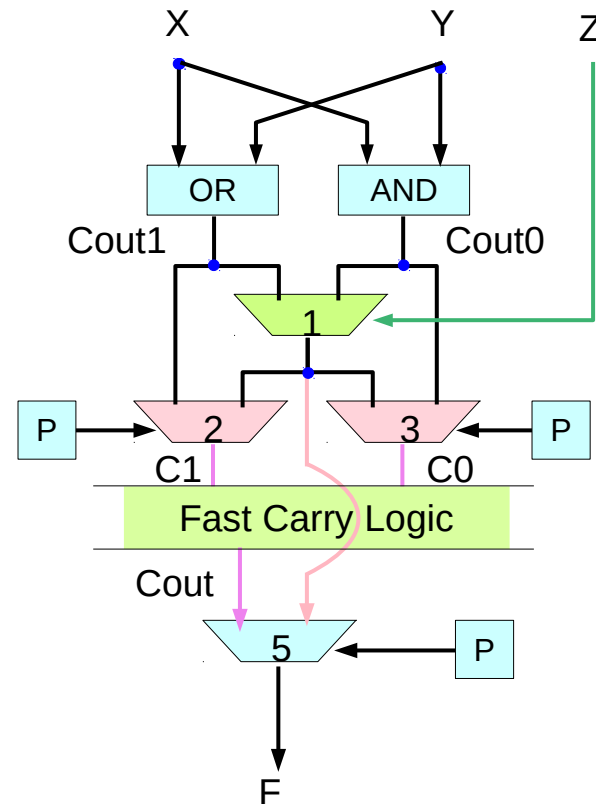 X Y Z
OR AND
Cout1 Cout0
1
P 2 3 P
C1 C0
Fast Carry Logic
Cout
5 P
F